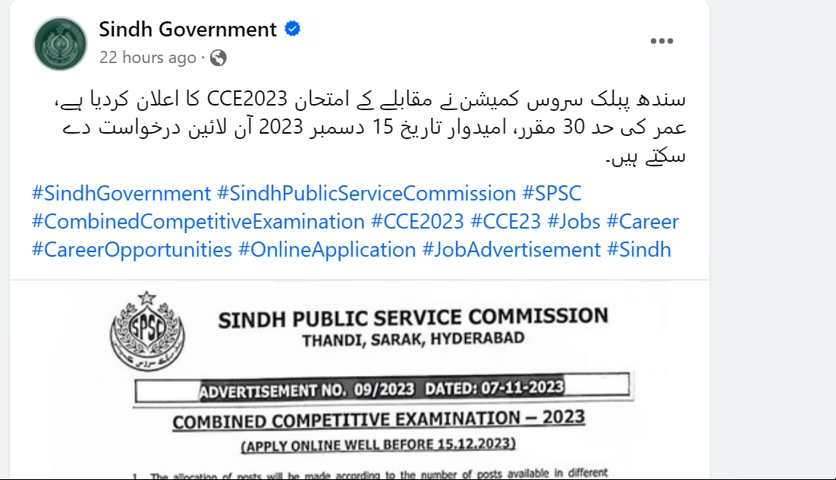 Sindh Government
22 hours ago ·
سندھ پبلک سروس کمیشن نے مقابلے کے امتحان CCE2023 کا اعلان کردیا ہے،
عمر کی حد 30 مقرر، امیدوار تاریخ 15 دسمبر 2023 آن لائین درخواست دے
سکتے ہیں۔
#SindhGovernment #SindhPublicServiceCommission #SPSC
#CombinedCompetitiveExamination #CCE2023 #CCE23 #Jobs #Career
#CareerOpportunities #OnlineApplication #JobAdvertisement #Sindh
SPSC
SINDH PUBLIC SERVICE COMMISSION
THANDI, SARAK, HYDERABAD
ADVERTISEMENT NO. 09/2023 DATED: 07-11-2023
COMBINED COMPETITIVE EXAMINATION – 2023
(APPLY ONLINE WELL BEFORE 15.12.2023)
1. The allocation of posts will be made according to the number of posts available in different